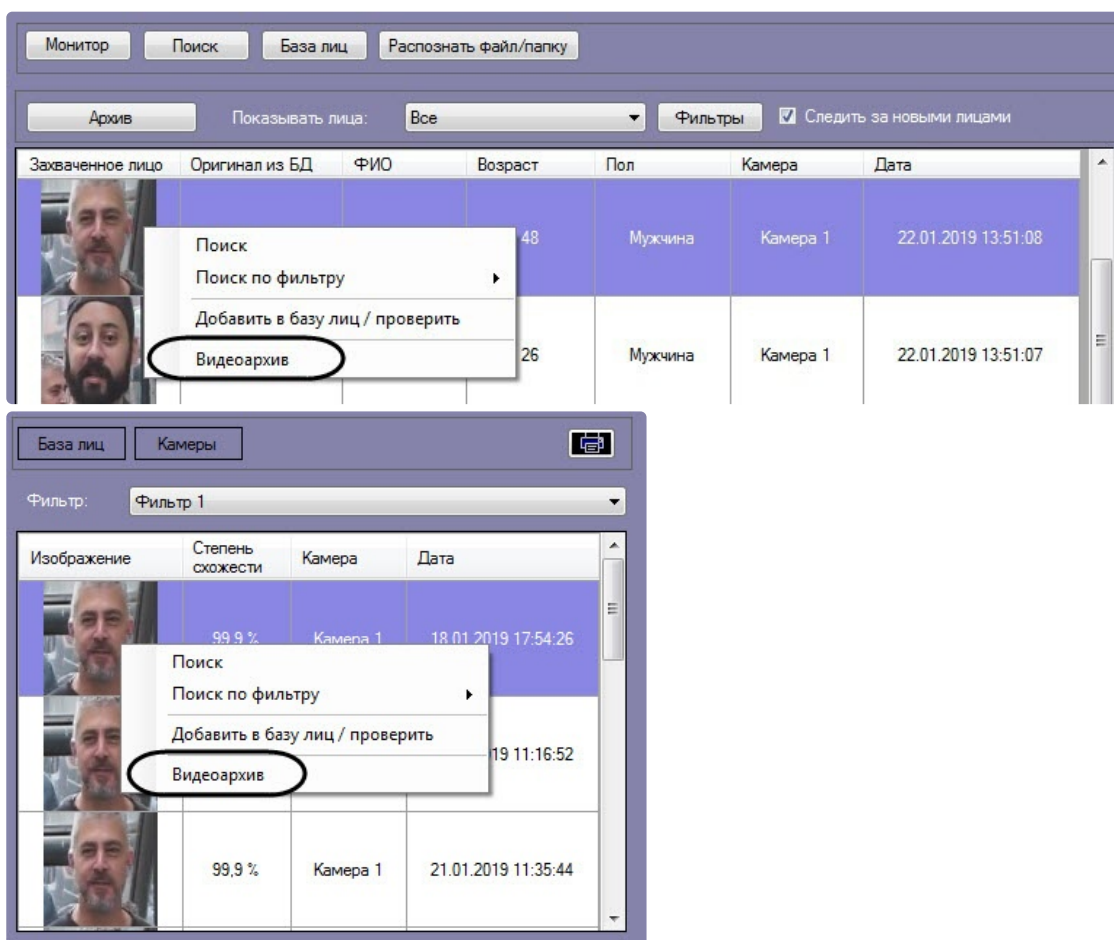 Монитор Поиск База лиц Распознать файл/папку
Архив Показывать лица: Все Фильтры Следить за новыми лицами
Захваченное лицо Оригинал из БД ФИО Возраст Пол Камера Дата
48 Мужчина Камера 1 22.01.2019 13:51:08
Поиск
Поиск по фильтру
Добавить в базу лиц / проверить
Видеоархив
26 Мужчина Камера 1 22.01.2019 13:51:07
База лиц Камеры
Фильтр: Фильтр 1
Изображение Степень схожести Камера Дата
99.9 % Камера 1 18.01.2019 17:54:26
Поиск
Поиск по фильтру
Добавить в базу лиц / проверить
Видеоархив
19 11:16:52
99,9 % Камера 1 21.01.2019 11:35:44